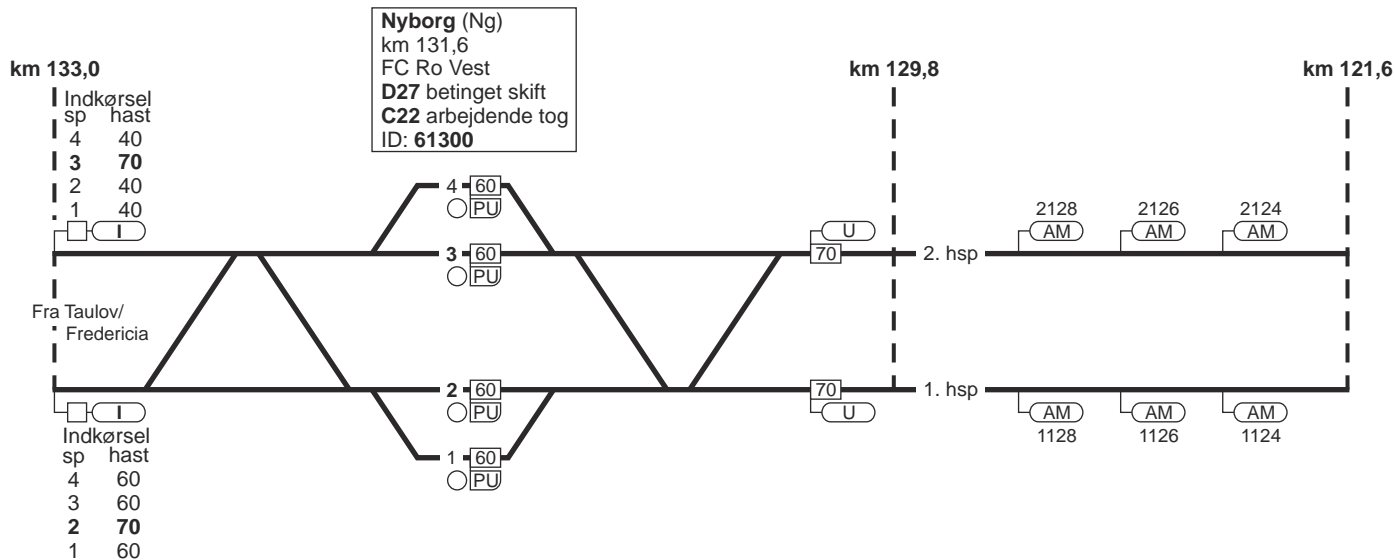 Nyborg (Ng)
km 131,6
FC Ro Vest
D27 betinget skift
C22 arbejdende tog
ID: 61300
km 133,0
km 129,8
km 121,6
Indkørsel
sp hast
4 40
3 70
2 40
1 40
I
4 60
PU
3 60
PU
U
70
2. hsp
2128
AM
2126
AM
2124
AM
Fra Taulov/
Fredericia
I
Indkørsel
sp hast
4 60
3 60
2 70
1 60
2 60
PU
1 60
PU
70
U
1. hsp
AM
1128
AM
1126
AM
1124